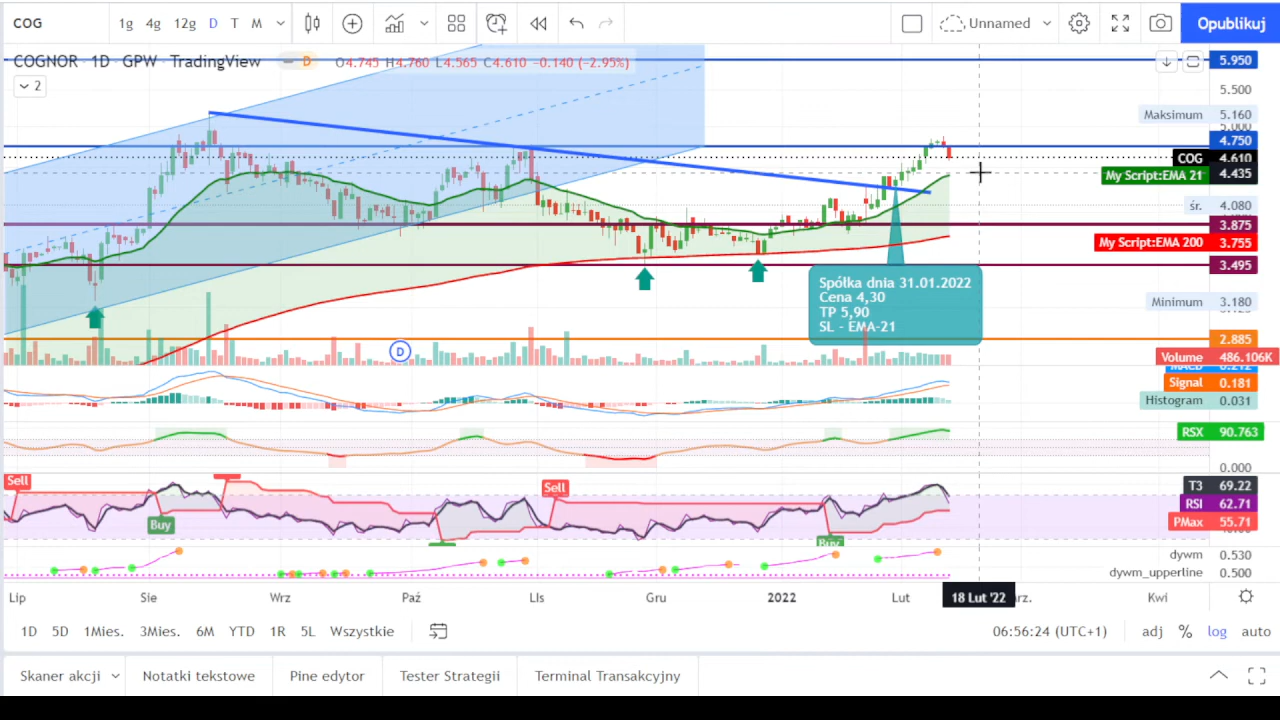 COG 1g 4g 12g D T M Unnamed Opublikuj
COGNOR · 1D · GPW · TradingView D O4.745 H4.760 L4.565 C4.610 −0.140 (−2.95%)
2
5.950
5.500
Maksimum 5.160
5.000
4.750
COG 4.610
4.435
My Script:EMA 21
śr. 4.080
3.875
My Script:EMA 200 3.755
3.495
Spółka dnia 31.01.2022
Cena 4,30
TP 5,90
SL - EMA-21
Minimum 3.180
2.885
D
Volume 486.106K
MACD 0.212
Signal 0.181
Histogram 0.031
RSX 90.763
0.000
Sell
Sell
Buy
Buy
T3 69.22
RSI 62.71
PMax 55.71
dywm 0.530
dywm_upperline 0.500
Lip Sie Wrz Paź Lis Gru 2022 Lut 18 Lut '22 Kwi
1D 5D 1Mies. 3Mies. 6M YTD 1R 5L Wszystkie 06:56:24 (UTC+1) adj % log auto
Skaner akcji Notatki tekstowe Pine edytor Tester Strategii Terminal Transakcyjny